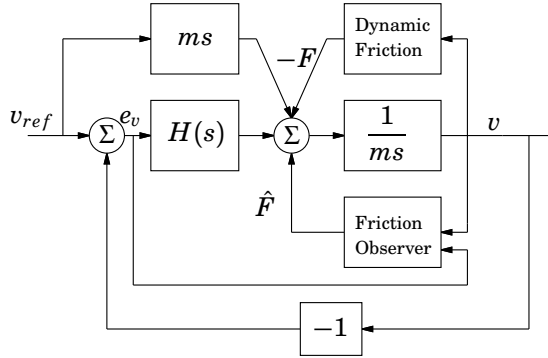 ms
−F
Dynamic
Friction
v_ref
Σ
e_v
H(s)
Σ
1
ms
v
F̂
Friction
Observer
−1